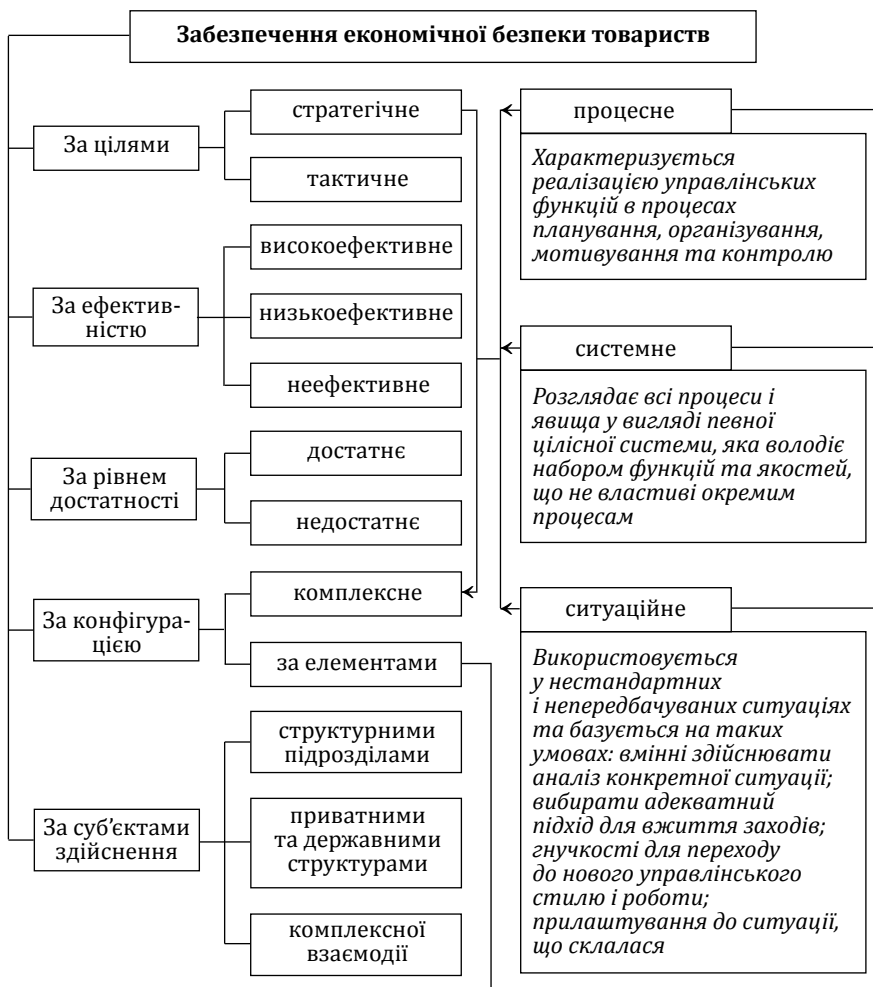 Забезпечення економічної безпеки товариств
За цілями
стратегічне
тактичне
За ефектив-
ністю
високоефективне
низькоефективне
неефективне
За рівнем
достатності
достатнє
недостатнє
За конфігура-
цією
комплексне
за елементами
За суб’єктами
здійснення
структурними
підрозділами
приватними
та державними
структурами
комплексної
взаємодії
процесне
Характеризується
реалізацією управлінських
функцій в процесах
планування, організування,
мотивування та контролю
системне
Розглядає всі процеси і
явища у вигляді певної
цілісної системи, яка володіє
набором функцій та якостей,
що не властиві окремим
процесам
ситуаційне
Використовується
у нестандартних
і непередбачуваних ситуаціях
та базується на таких
умовах: вмінні здійснювати
аналіз конкретної ситуації;
вибирати адекватний
підхід для вжиття заходів;
гнучкості для переходу
до нового управлінського
стилю і роботи;
прилаштування до ситуації,
що склалася